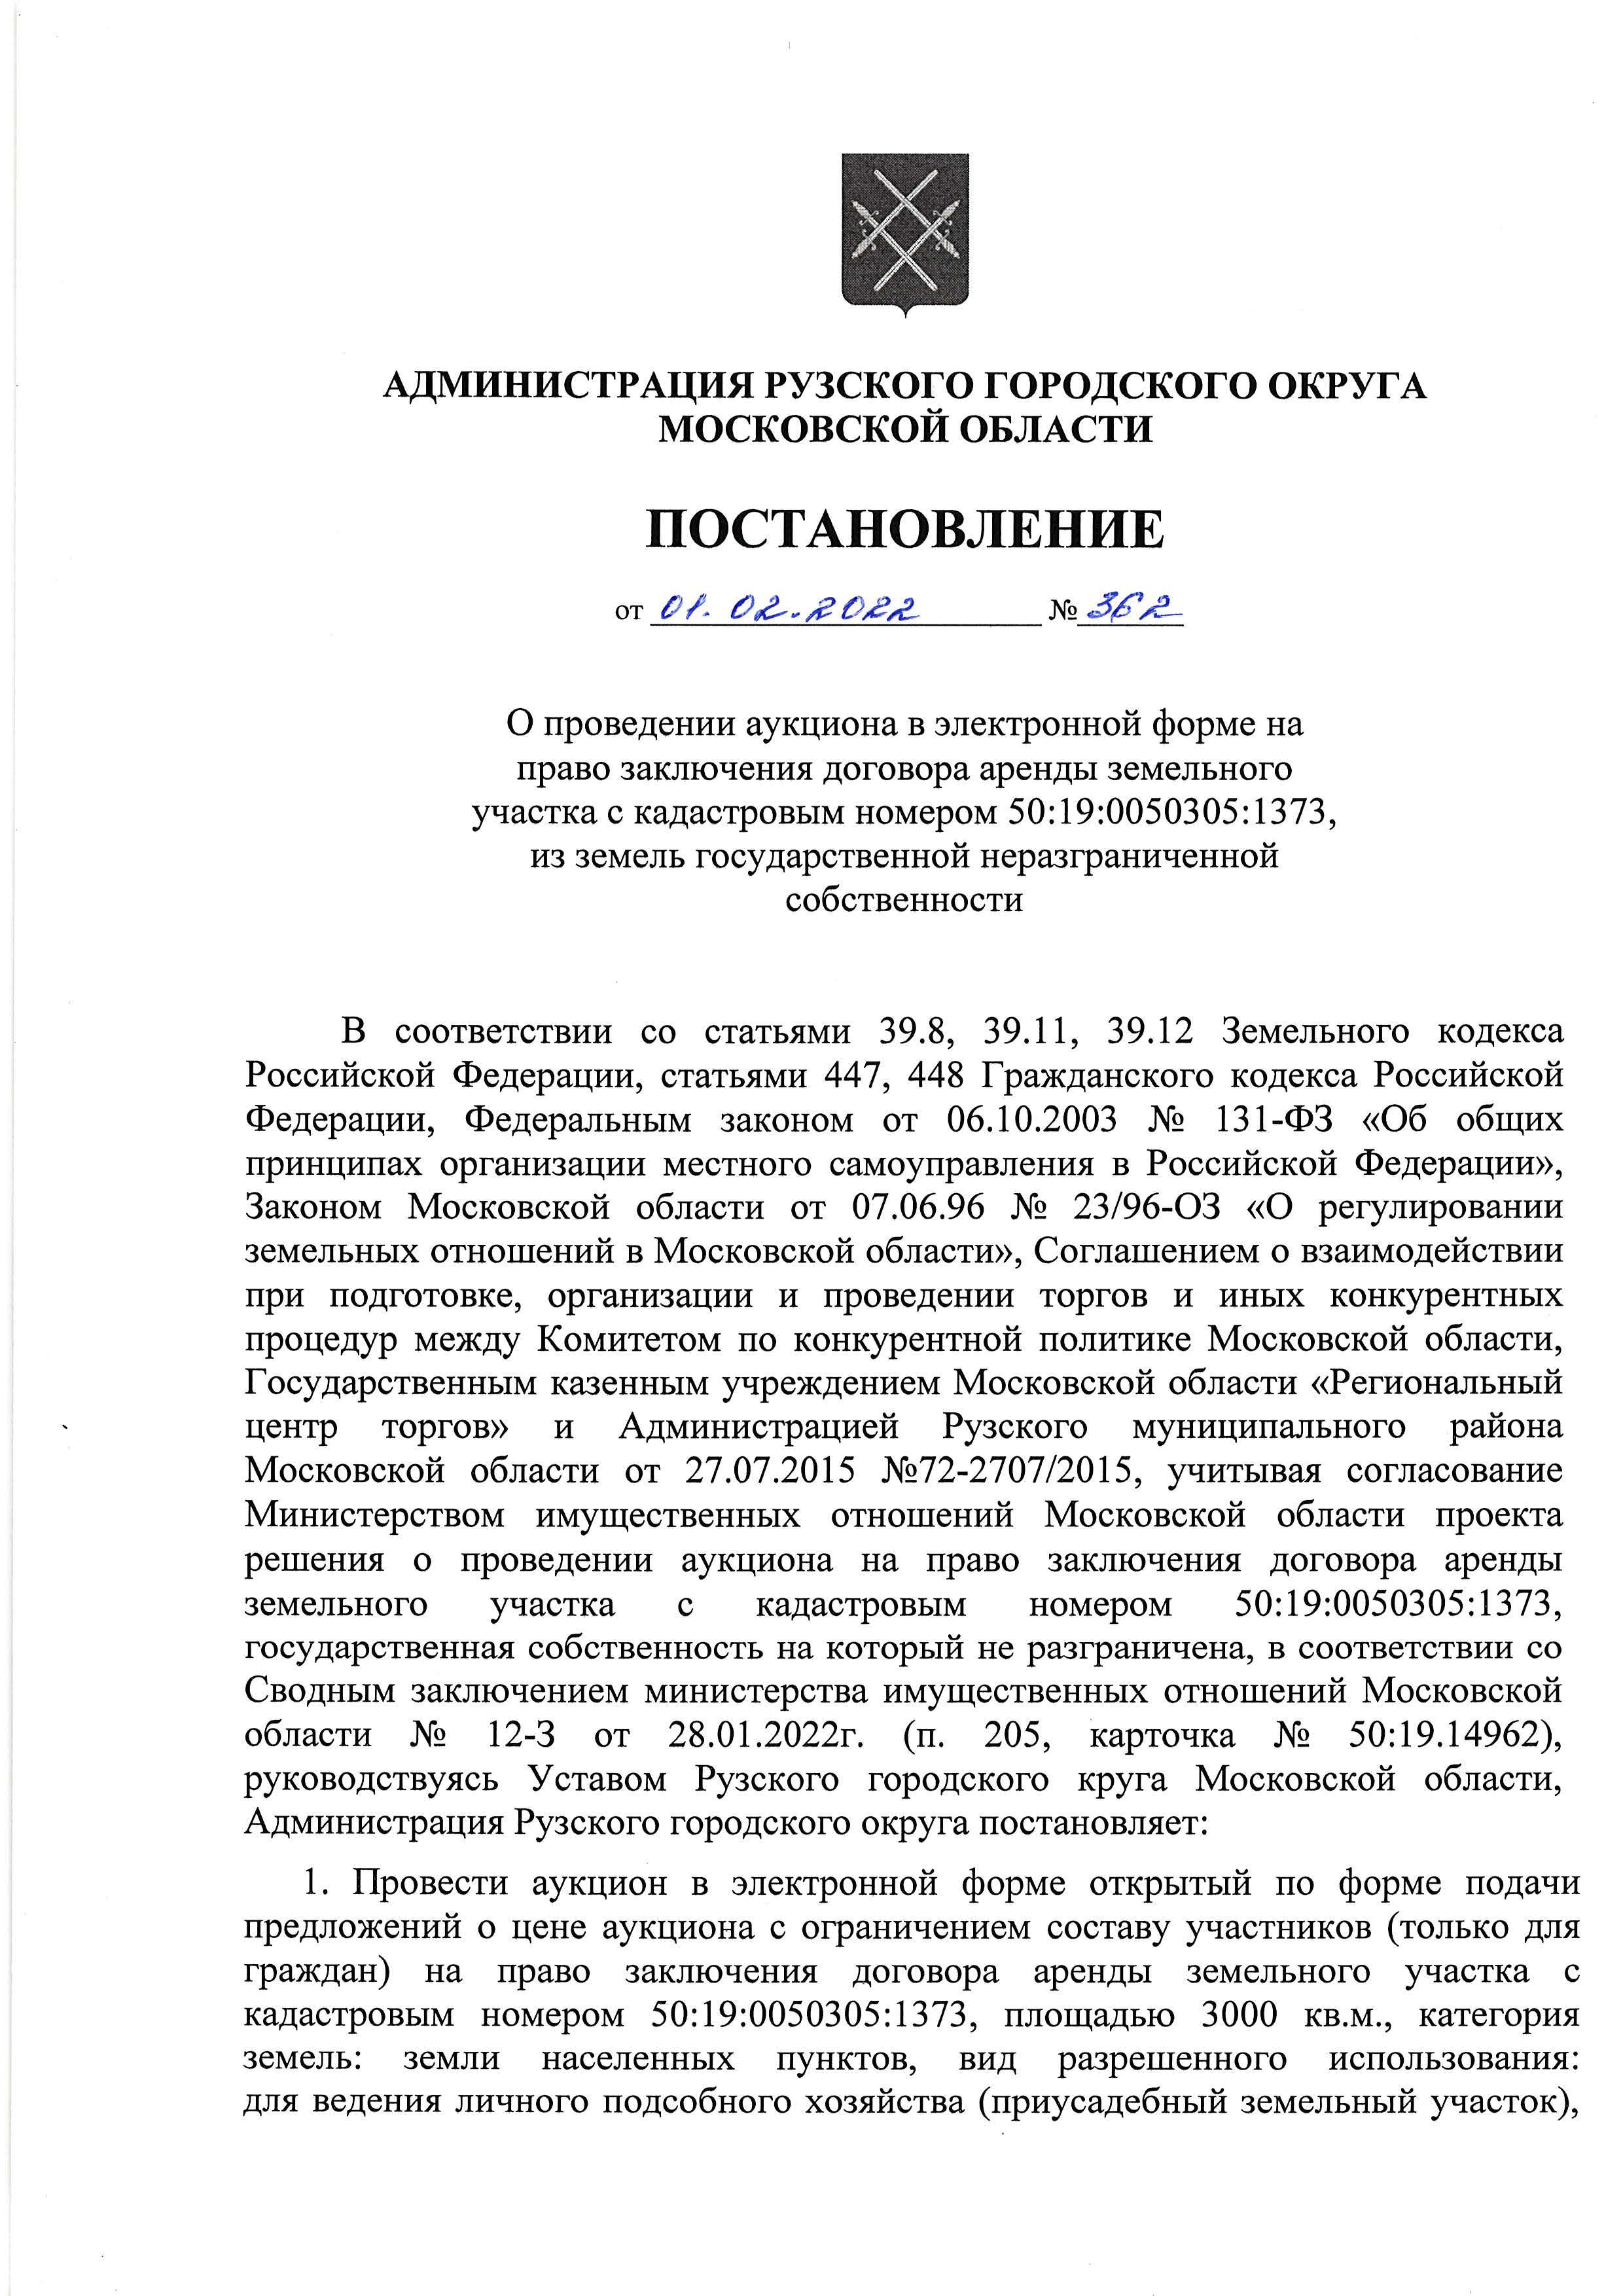 АДМИНИСТРАЦИЯ РУЗСКОГО ГОРОДСКОГО ОКРУГА
МОСКОВСКОЙ ОБЛАСТИ
ПОСТАНОВЛЕНИЕ
от 01.02.2022 № 362
О проведении аукциона в электронной форме на
право заключения договора аренды земельного
участка с кадастровым номером 50:19:0050305:1373,
из земель государственной неразграниченной
собственности
В соответствии со статьями 39.8, 39.11, 39.12 Земельного кодекса
Российской Федерации, статьями 447, 448 Гражданского кодекса Российской
Федерации, Федеральным законом от 06.10.2003 № 131-ФЗ «Об общих
принципах организации местного самоуправления в Российской Федерации»,
Законом Московской области от 07.06.96 № 23/96-ОЗ «О регулировании
земельных отношений в Московской области», Соглашением о взаимодействии
при подготовке, организации и проведении торгов и иных конкурентных
процедур между Комитетом по конкурентной политике Московской области,
Государственным казенным учреждением Московской области «Региональный
центр торгов» и Администрацией Рузского муниципального района
Московской области от 27.07.2015 №72-2707/2015, учитывая согласование
Министерством имущественных отношений Московской области проекта
решения о проведении аукциона на право заключения договора аренды
земельного участка с кадастровым номером 50:19:0050305:1373,
государственная собственность на который не разграничена, в соответствии со
Сводным заключением министерства имущественных отношений Московской
области № 12-З от 28.01.2022г. (п. 205, карточка № 50:19.14962),
руководствуясь Уставом Рузского городского круга Московской области,
Администрация Рузского городского округа постановляет:
1. Провести аукцион в электронной форме открытый по форме подачи
предложений о цене аукциона с ограничением составу участников (только для
граждан) на право заключения договора аренды земельного участка с
кадастровым номером 50:19:0050305:1373, площадью 3000 кв.м., категория
земель: земли населенных пунктов, вид разрешенного использования:
для ведения личного подсобного хозяйства (приусадебный земельный участок),